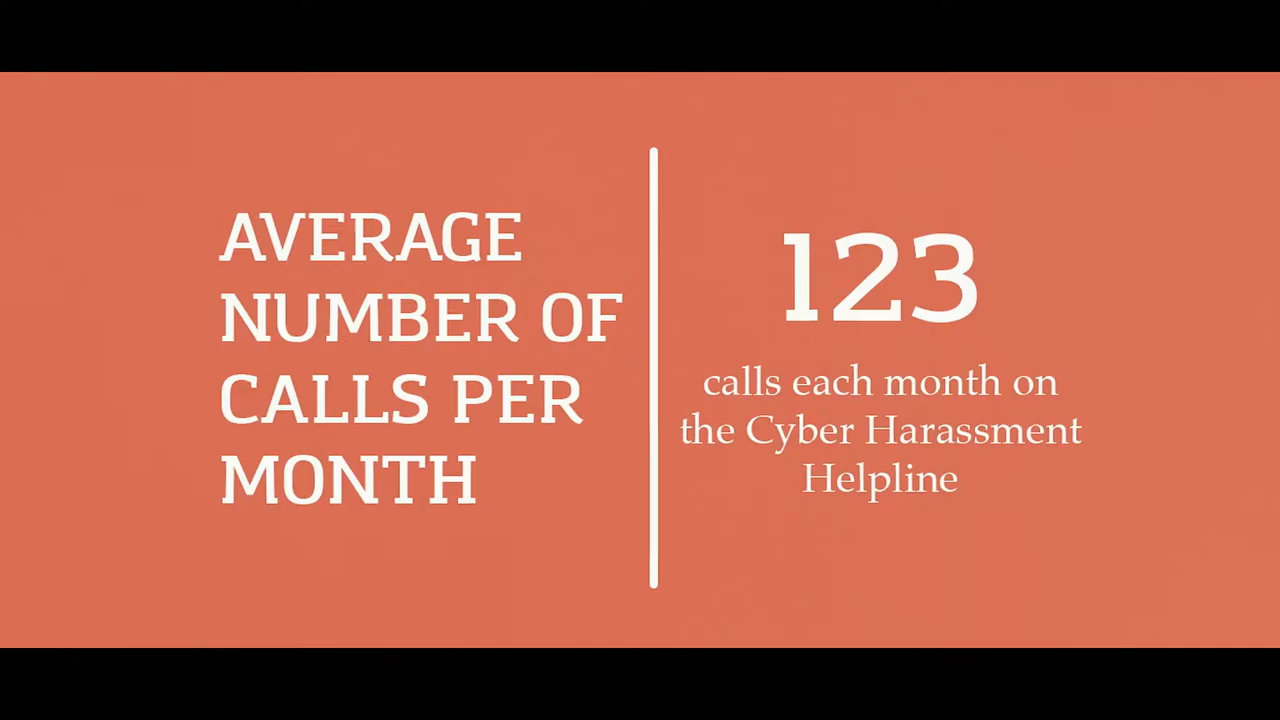 AVERAGE
NUMBER OF
CALLS PER
MONTH
123
calls each month on
the Cyber Harassment
Helpline